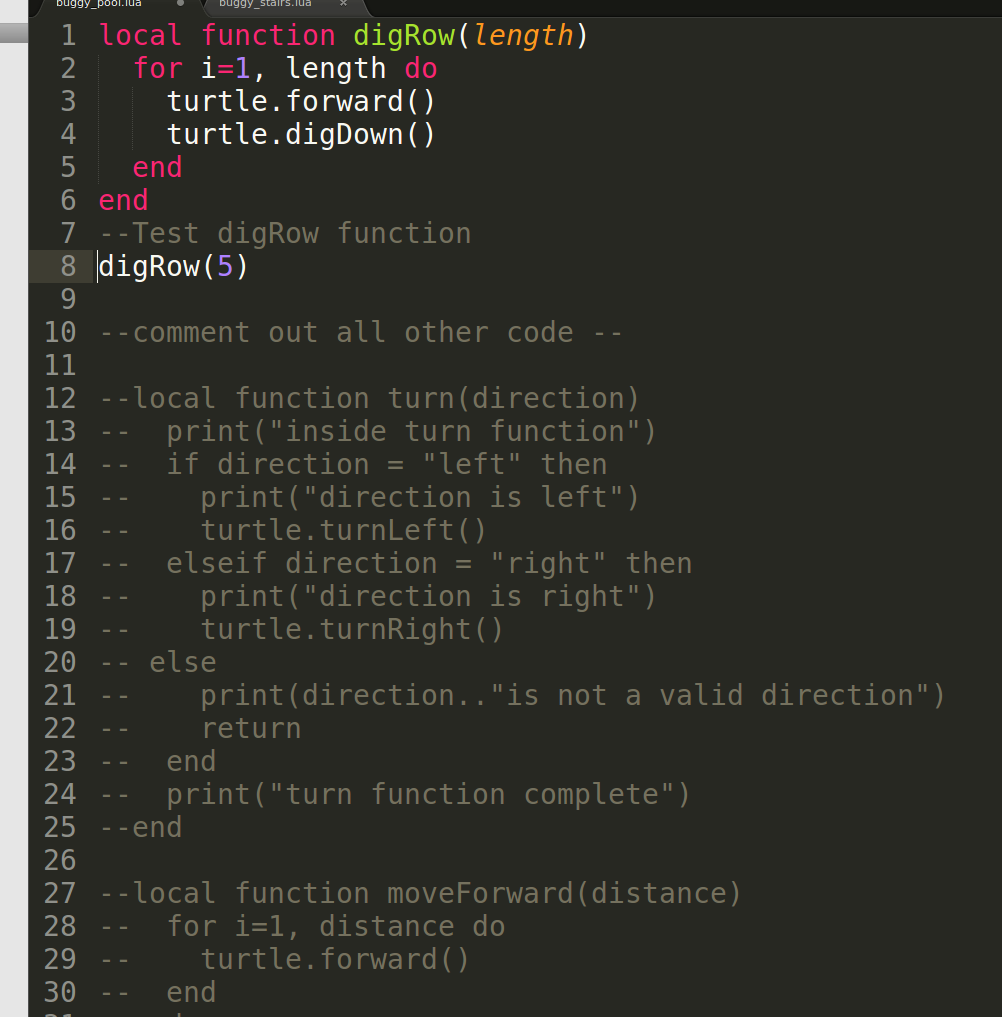 buggy_pool.lua
buggy_stairs.lua ×
1 local function digRow(length)
2   for i=1, length do
3     turtle.forward()
4     turtle.digDown()
5   end
6 end
7 --Test digRow function
8 digRow(5)
9
10 --comment out all other code --
11
12 --local function turn(direction)
13 --  print("inside turn function")
14 --  if direction = "left" then
15 --    print("direction is left")
16 --    turtle.turnLeft()
17 --  elseif direction = "right" then
18 --    print("direction is right")
19 --    turtle.turnRight()
20 -- else
21 --    print(direction.."is not a valid direction")
22 --    return
23 --  end
24 --  print("turn function complete")
25 --end
26
27 --local function moveForward(distance)
28 --  for i=1, distance do
29 --    turtle.forward()
30 --  end